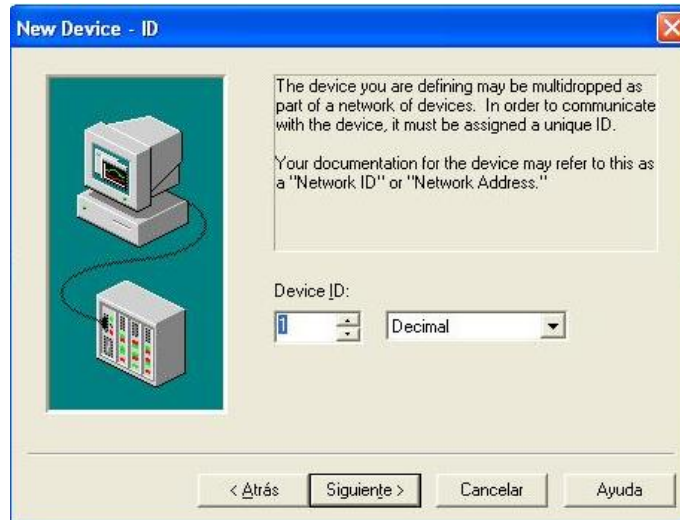 New Device - ID
The device you are defining may be multidropped as
part of a network of devices. In order to communicate
with the device, it must be assigned a unique ID.
Your documentation for the device may refer to this as
a "Network ID" or "Network Address."
Device ID:
1 Decimal
< Atrás Siguiente > Cancelar Ayuda